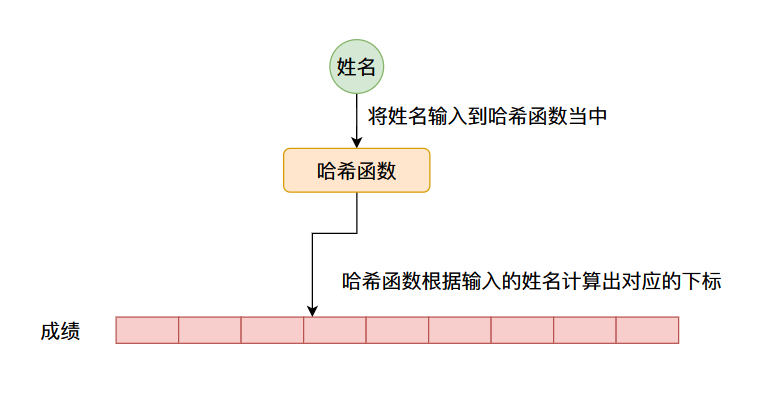 姓名
将姓名输入到哈希函数当中
哈希函数
哈希函数根据输入的姓名计算出对应的下标
成绩